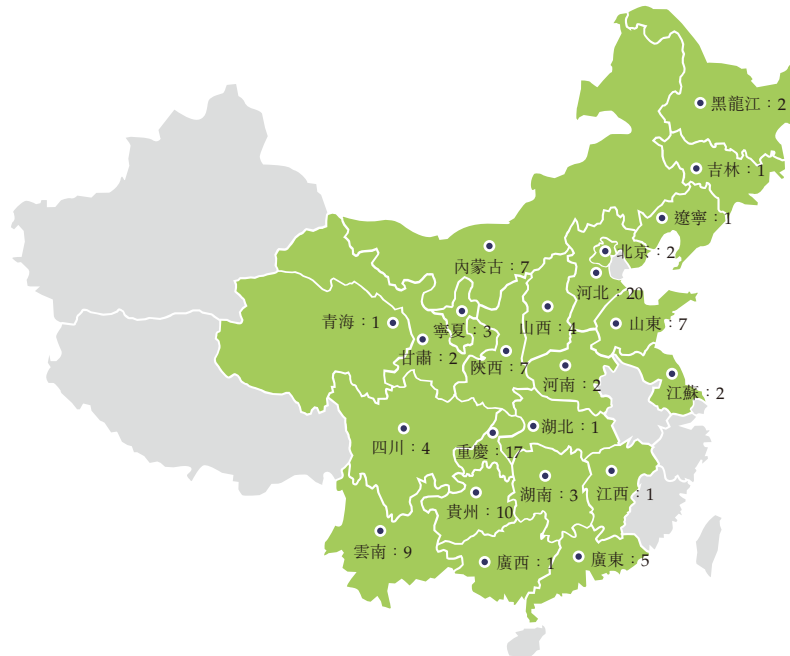 黑龍江：2
吉林：1
遼寧：1
北京：2
內蒙古：7
河北：20
青海：1
寧夏：3
山西：4
山東：7
甘肅：2
陝西：7
河南：2
江蘇：2
四川：4
重慶：17
湖北：1
湖南：3
江西：1
貴州：10
雲南：9
廣西：1
廣東：5